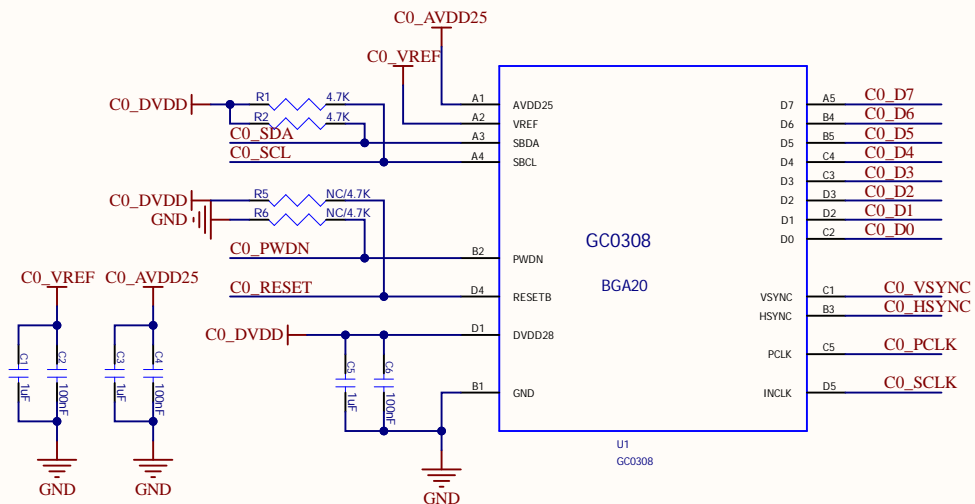 C0_AVDD25
C0_VREF
C0_DVDD
R1 4.7K
R2 4.7K
C0_SDA
C0_SCL
C0_DVDD
R5 NC/4.7K
GND
R6 NC/4.7K
C0_PWDN
C0_RESET
C0_DVDD
C5
1uF
C6
100nF
GND
C0_VREF
C1
1uF
C2
100nF
GND
C0_AVDD25
C3
1uF
C4
100nF
GND
A1 AVDD25
A2 VREF
A3 SBDA
A4 SBCL
B2 PWDN
D4 RESETB
D1 DVDD28
B1 GND
GC0308
BGA20
D7 A5 C0_D7
D6 B4 C0_D6
D5 B5 C0_D5
D4 C4 C0_D4
D3 C3 C0_D3
D2 D3 C0_D2
D1 D2 C0_D1
D0 C2 C0_D0
VSYNC C1 C0_VSYNC
HSYNC B3 C0_HSYNC
PCLK C5 C0_PCLK
INCLK D5 C0_SCLK
U1
GC0308